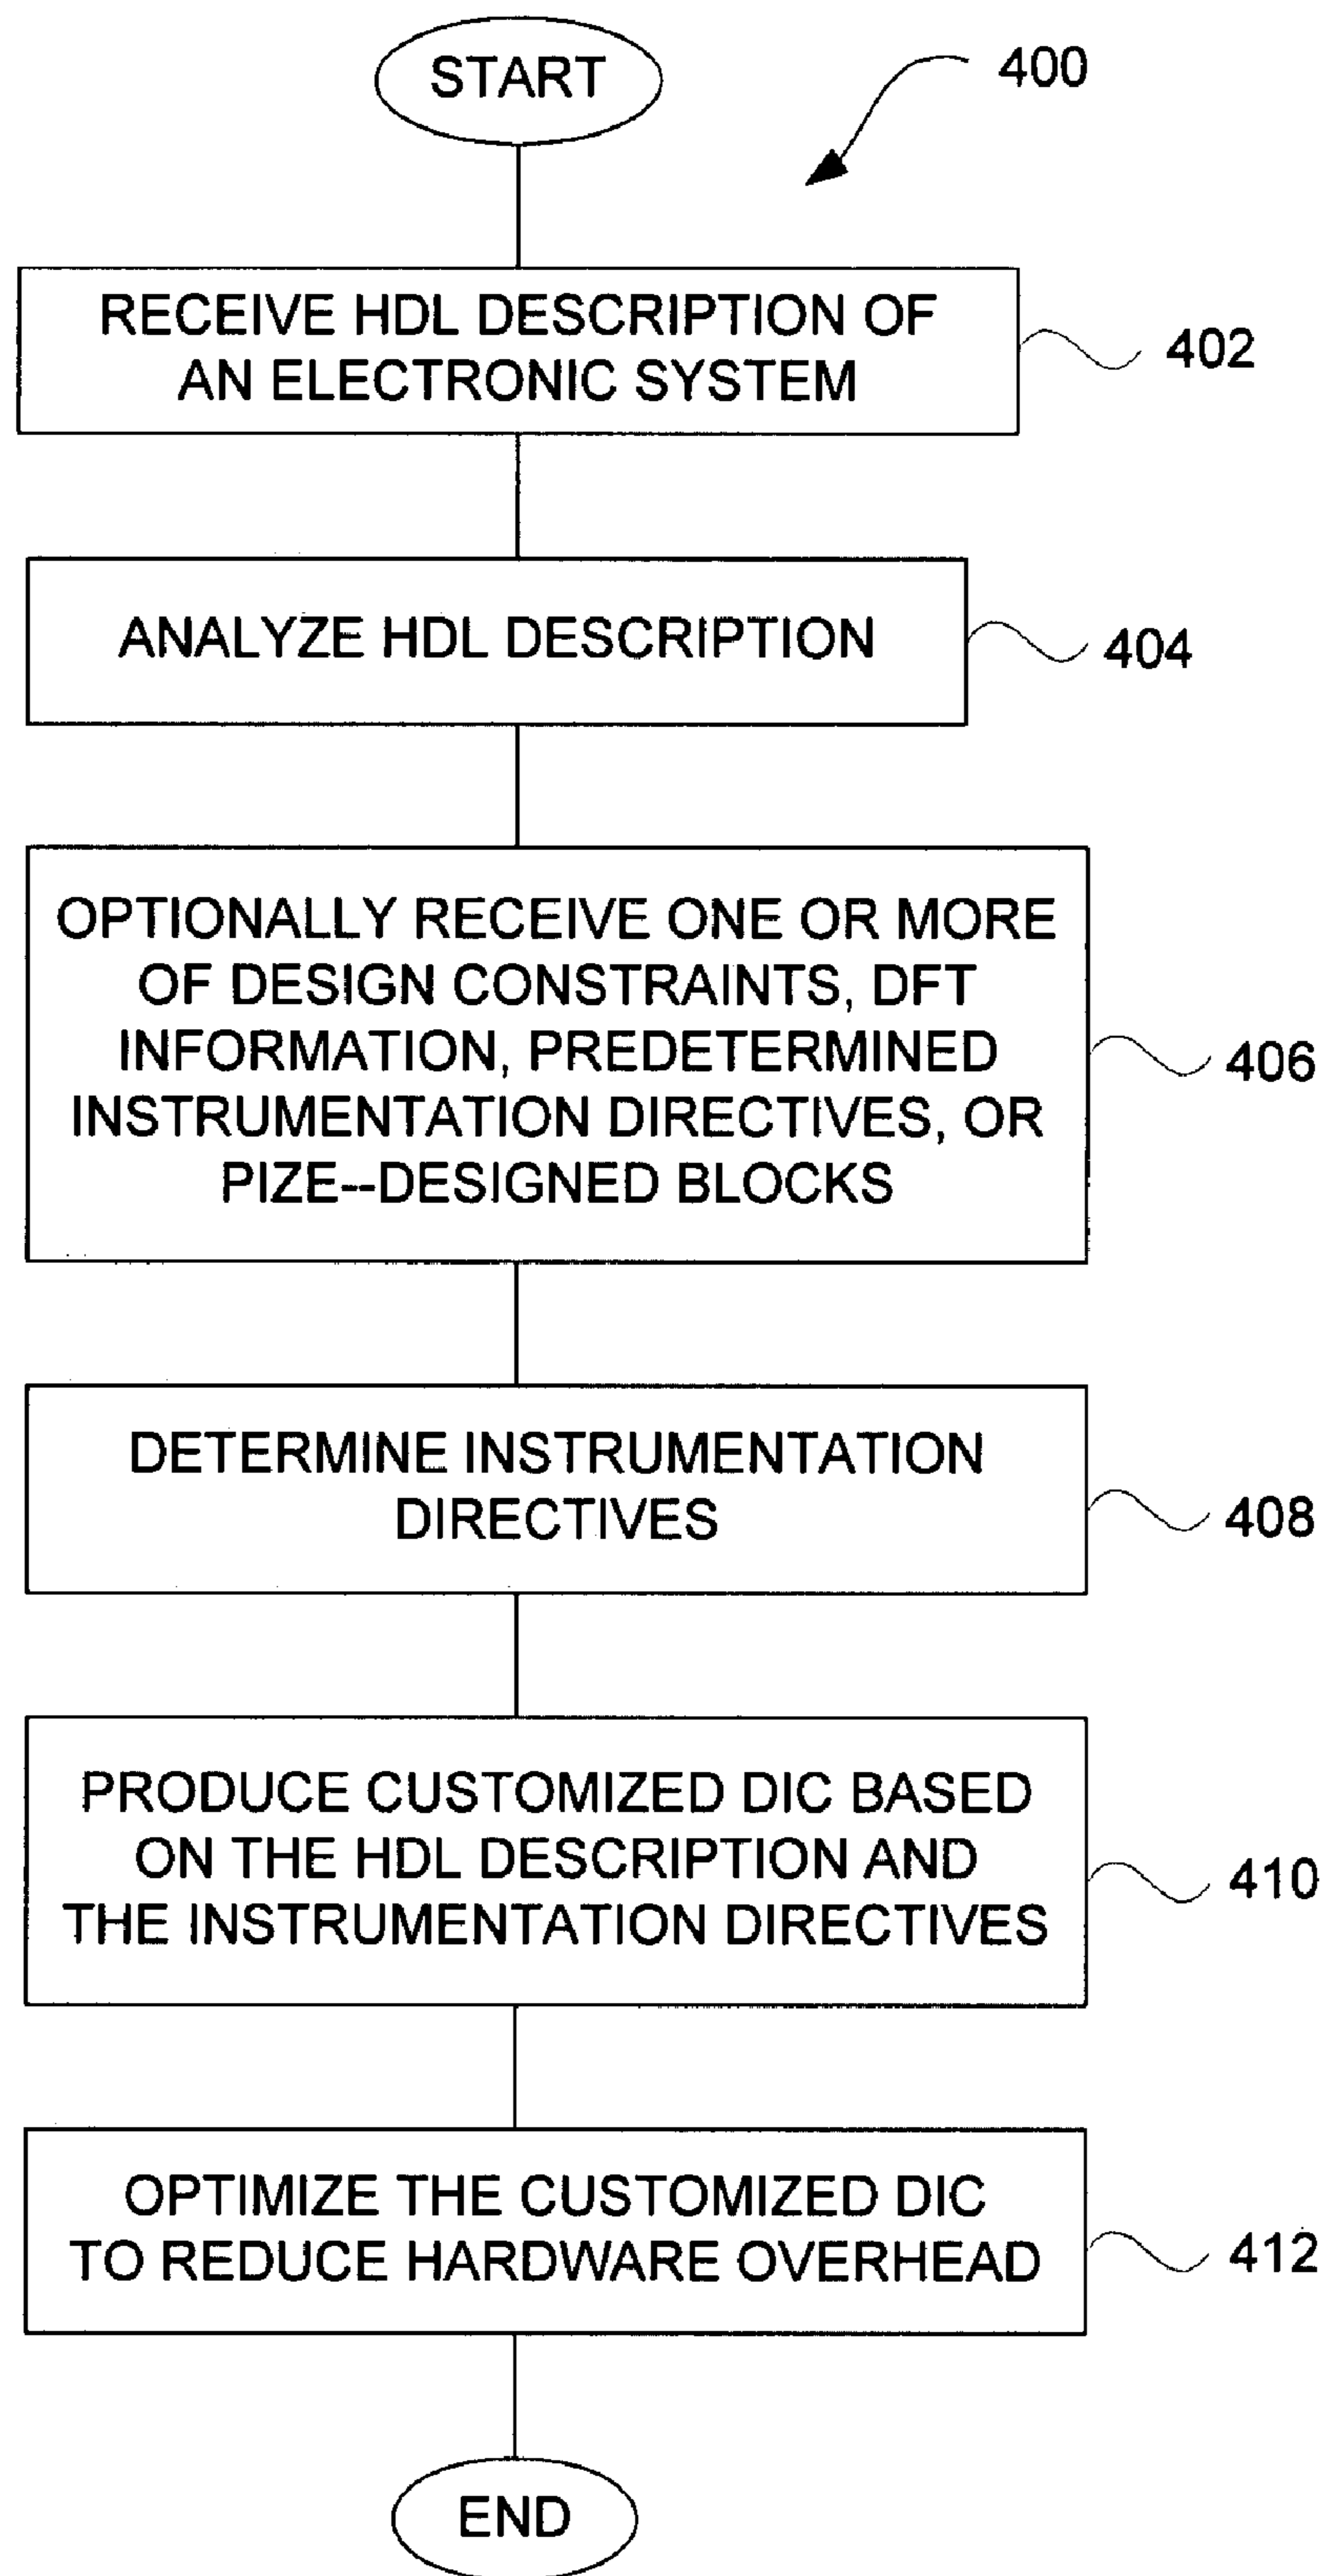 START
400
RECEIVE HDL DESCRIPTION OF
AN ELECTRONIC SYSTEM
402
ANALYZE HDL DESCRIPTION
404
OPTIONALLY RECEIVE ONE OR MORE
OF DESIGN CONSTRAINTS, DFT
INFORMATION, PREDETERMINED
INSTRUMENTATION DIRECTIVES, OR
PIZE--DESIGNED BLOCKS
406
DETERMINE INSTRUMENTATION
DIRECTIVES
408
PRODUCE CUSTOMIZED DIC BASED
ON THE HDL DESCRIPTION AND
THE INSTRUMENTATION DIRECTIVES
410
OPTIMIZE THE CUSTOMIZED DIC
TO REDUCE HARDWARE OVERHEAD
412
END